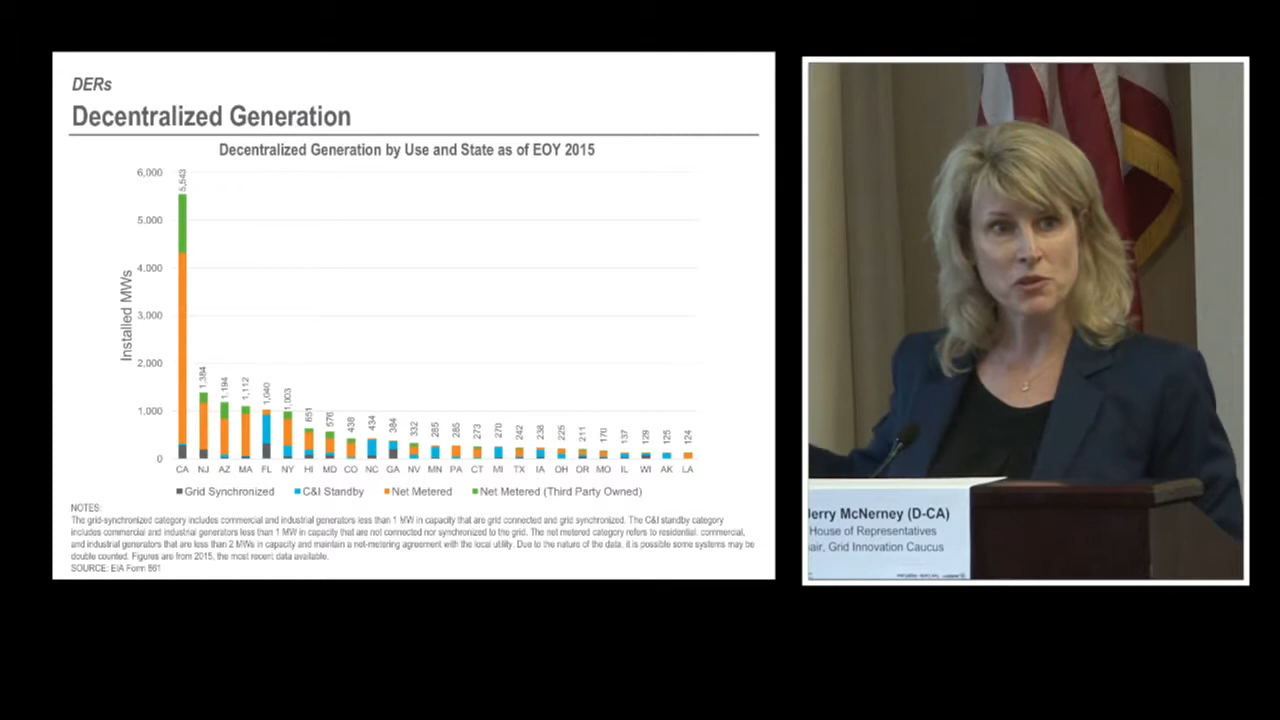 DERs
Decentralized Generation
Decentralized Generation by Use and State as of EOY 2015
Installed MWs
6,000
5,000
4,000
3,000
2,000
1,000
0
5,543
1,384
1,194
1,112
1,040
1,003
651
576
438
434
384
332
285
285
273
270
242
238
225
211
170
137
129
125
124
CA NJ AZ MA FL NY HI MD CO NC GA NV MN PA CT MI TX IA OH OR MO IL WI AK LA
Grid Synchronized C&I Standby Net Metered Net Metered (Third Party Owned)
NOTES:
The grid-synchronized category includes commercial and industrial generators less than 1 MW in capacity that are grid connected and grid synchronized. The C&I standby category
includes commercial and industrial generators less than 1 MW in capacity that are not connected nor synchronized to the grid. The net metered category refers to residential, commercial,
and industrial generators that are less than 2 MWs in capacity and maintain a net-metering agreement with the local utility. Due to the nature of the data, it is possible some systems may be
double counted. Figures are from 2015, the most recent data available.
SOURCE: EIA Form 861
Jerry McNerney (D-CA)
House of Representatives
air, Grid Innovation Caucus